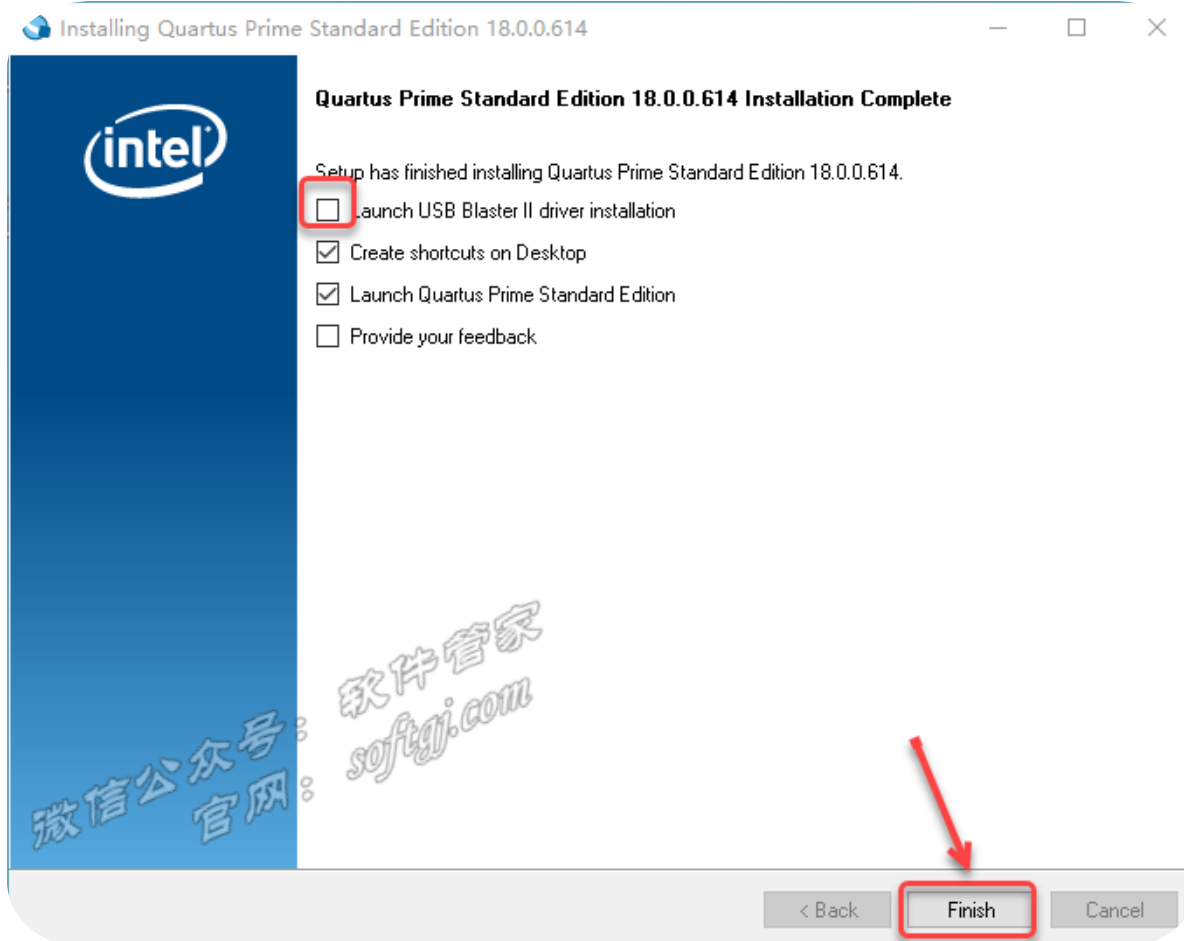 Installing Quartus Prime Standard Edition 18.0.0.614
intel
Quartus Prime Standard Edition 18.0.0.614 Installation Complete
Setup has finished installing Quartus Prime Standard Edition 18.0.0.614.
Launch USB Blaster II driver installation
Create shortcuts on Desktop
Launch Quartus Prime Standard Edition
Provide your feedback
微信公众号：软件管家
官网：softgj.com
< Back
Finish
Cancel